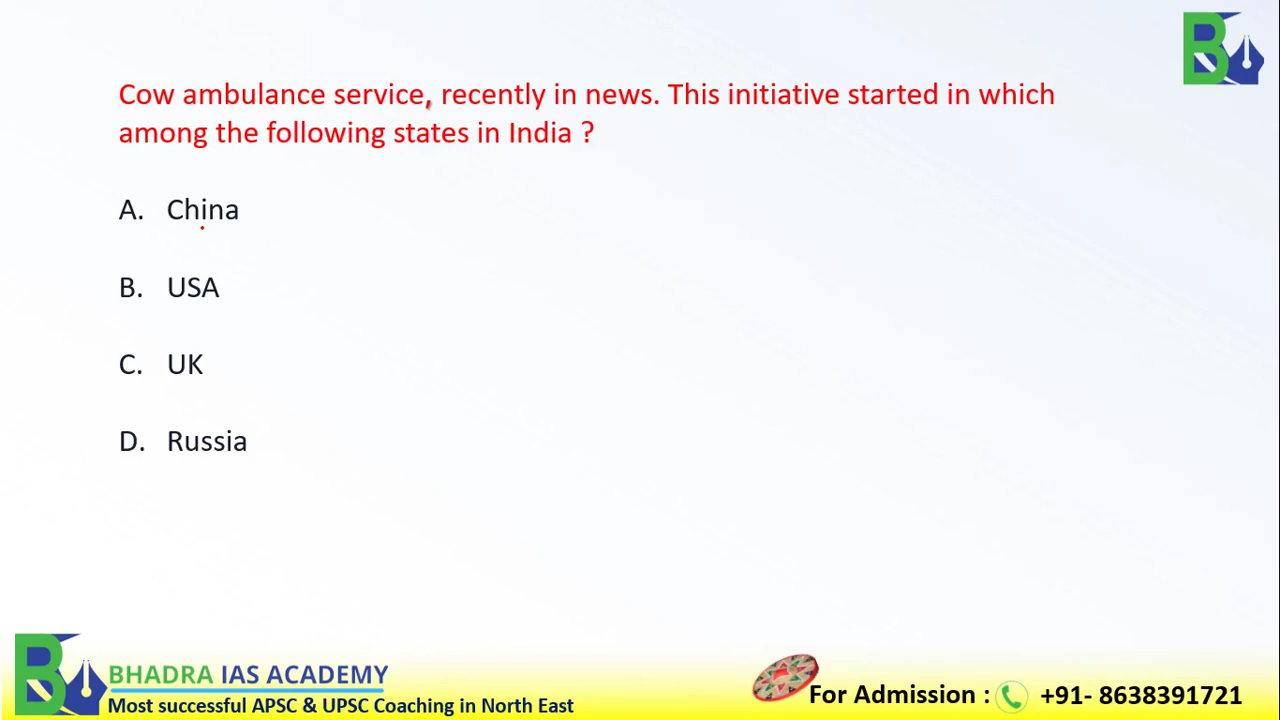 Cow ambulance service, recently in news. This initiative started in which
among the following states in India ?
A. China
B. USA
C. UK
D. Russia
BHADRA IAS ACADEMY
Most successful APSC & UPSC Coaching in North East
For Admission : +91- 8638391721